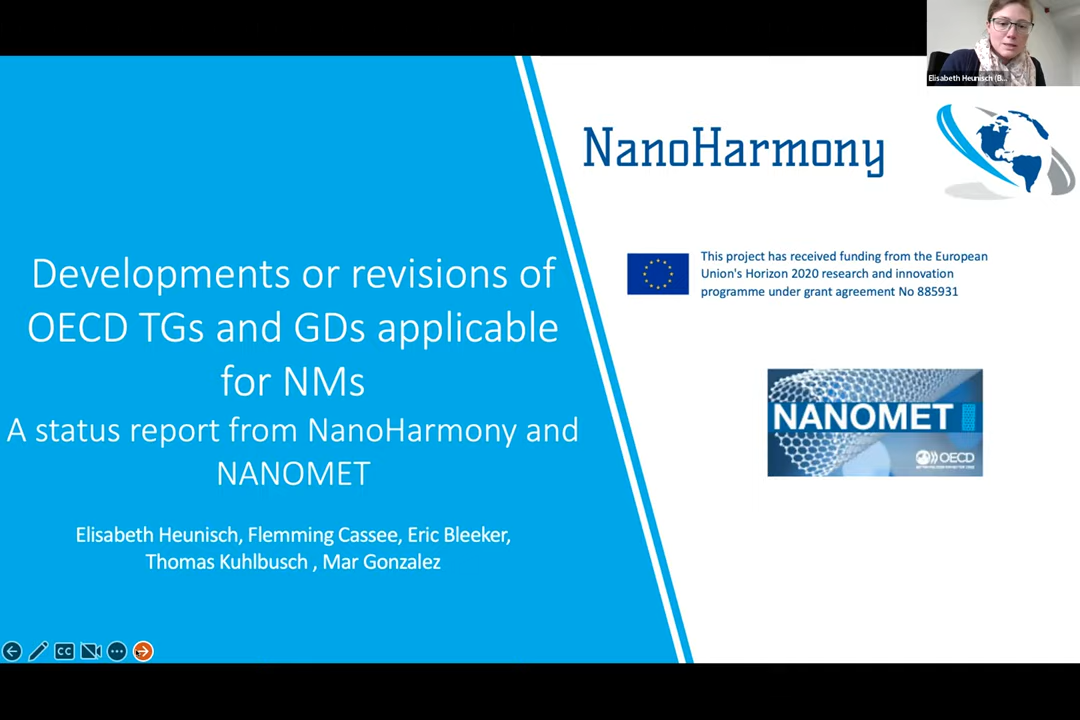 Elisabeth Heunisch (B...
NanoHarmony
This project has received funding from the European
Union's Horizon 2020 research and innovation
programme under grant agreement No 885931
Developments or revisions of
OECD TGs and GDs applicable
for NMs
A status report from NanoHarmony and
NANOMET
Elisabeth Heunisch, Flemming Cassee, Eric Bleeker,
Thomas Kuhlbusch , Mar Gonzalez
NANOMET
OECD
CC